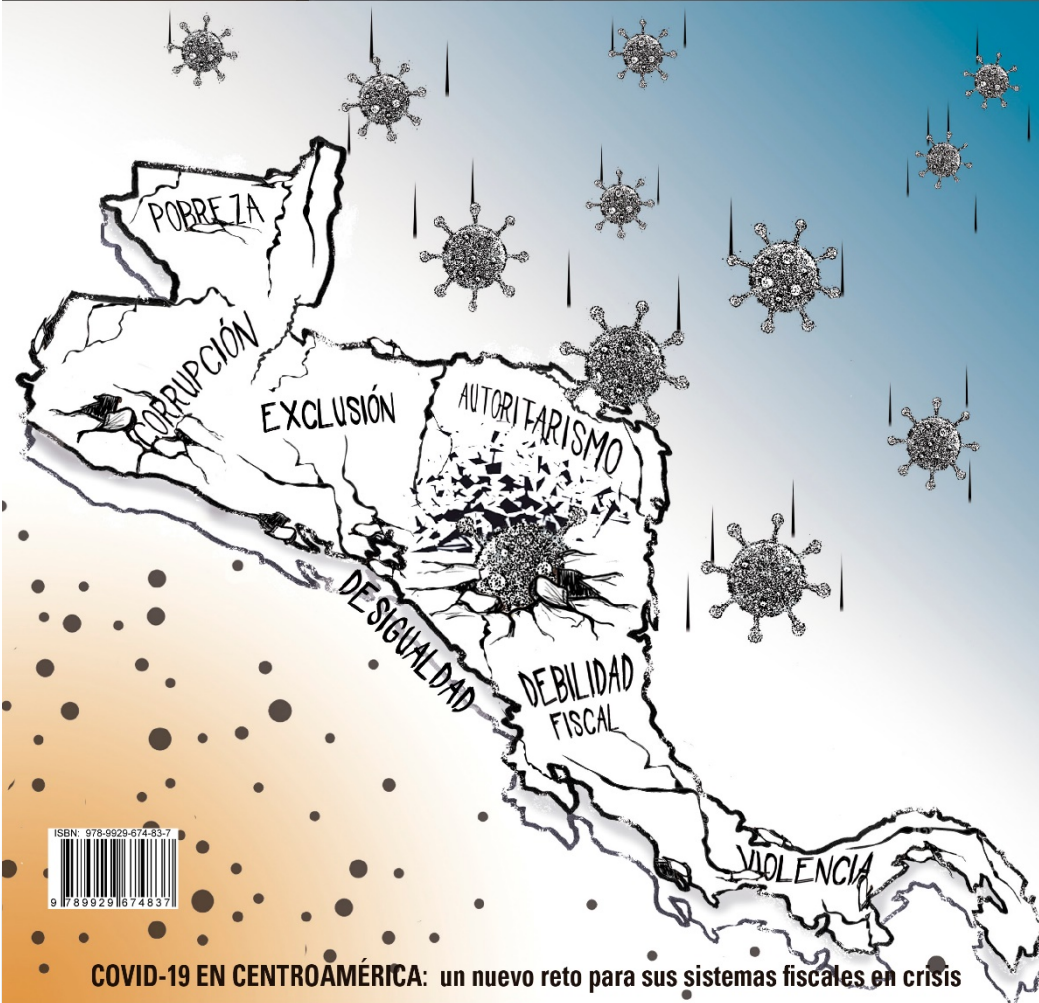 POBREZA
CORRUPCIÓN
EXCLUSIÓN
AUTORITARISMO
DESIGUALDAD
DEBILIDAD
FISCAL
VIOLENCIA
ISBN: 978-9929-674-83-7
9 789929 674837
COVID-19 EN CENTROAMÉRICA: un nuevo reto para sus sistemas fiscales en crisis